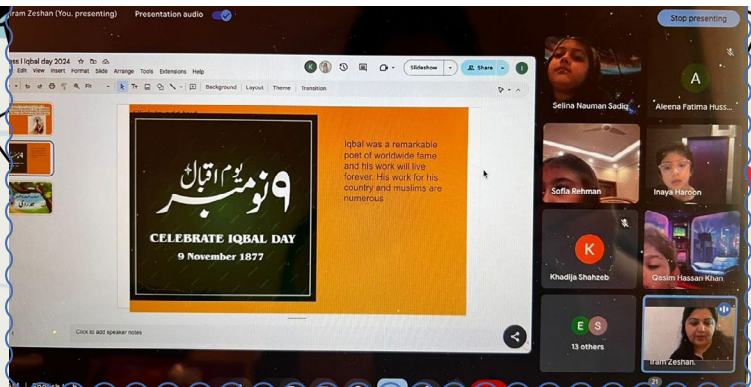 Iram Zeshan (You, presenting)
Presentation audio
Stop presenting
ss I Iqbal day 2024
Edit View Insert Format Slide Arrange Tools Extensions Help
K
Slideshow
Share
I
Fit
Background Layout Theme Transition
یوم اقبال
۹ نومبر
CELEBRATE IQBAL DAY
9 November 1877
Iqbal was a remarkable
poet of worldwide fame
and his work will live
forever. His work for his
country and muslims are
numerous
Click to add speaker notes
Selina Nauman Sadiq
A
Aleena Fatima Huss...
Sofia Rehman
Inaya Haroon
K
Khadija Shahzeb
Qasim Hassan Khan
E S
13 others
Iram Zeshan
21